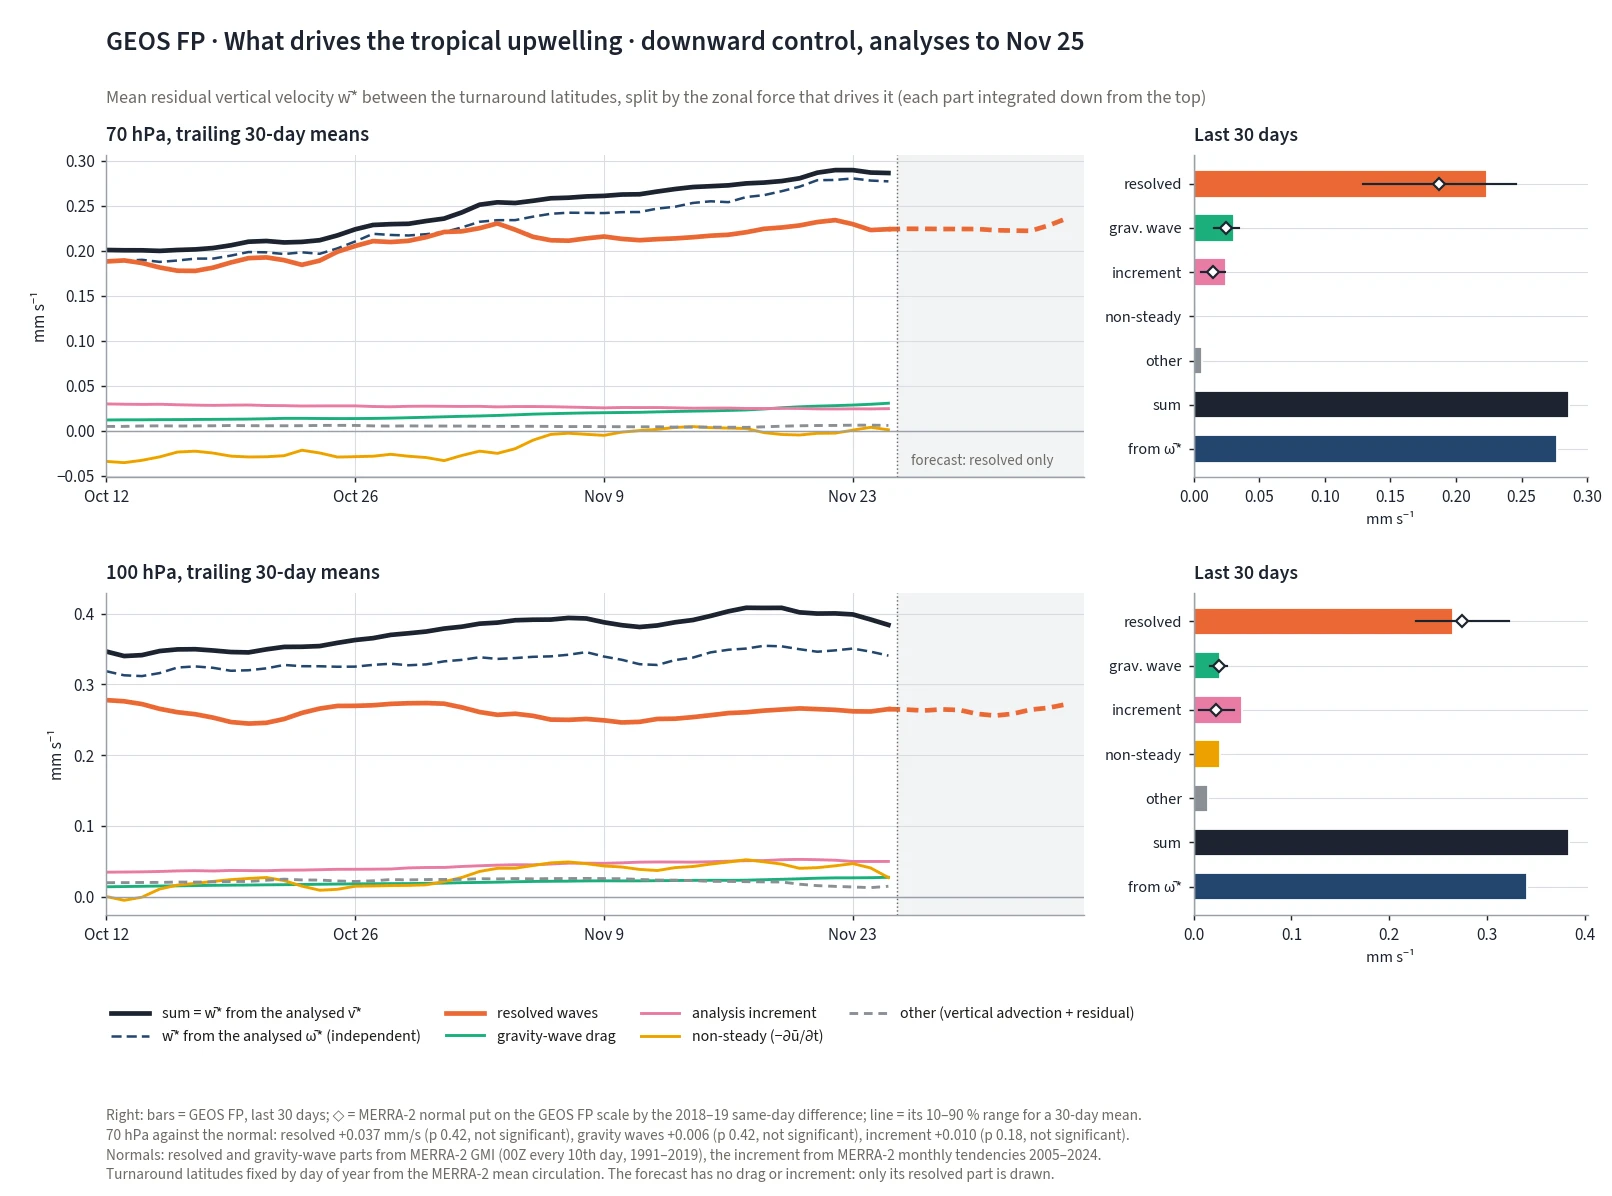 GEOS FP · What drives the tropical upwelling · downward control, analyses to Nov 25
Mean residual vertical velocity w̄* between the turnaround latitudes, split by the zonal force that drives it (each part integrated down from the top)
70 hPa, trailing 30-day means
0.30
0.25
0.20
0.15
0.10
0.05
0.00
−0.05
mm s⁻¹
Oct 12
Oct 26
Nov 9
Nov 23
forecast: resolved only
Last 30 days
resolved
grav. wave
increment
non-steady
other
sum
from ω̄*
0.00
0.05
0.10
0.15
0.20
0.25
0.30
mm s⁻¹
100 hPa, trailing 30-day means
0.4
0.3
0.2
0.1
0.0
mm s⁻¹
Oct 12
Oct 26
Nov 9
Nov 23
Last 30 days
resolved
grav. wave
increment
non-steady
other
sum
from ω̄*
0.0
0.1
0.2
0.3
0.4
mm s⁻¹
sum = w̄* from the analysed v̄*
w̄* from the analysed ω̄* (independent)
resolved waves
gravity-wave drag
analysis increment
non-steady (−∂ū/∂t)
other (vertical advection + residual)
Right: bars = GEOS FP, last 30 days; ◇ = MERRA-2 normal put on the GEOS FP scale by the 2018–19 same-day difference; line = its 10–90 % range for a 30-day mean.
70 hPa against the normal: resolved +0.037 mm/s (p 0.42, not significant), gravity waves +0.006 (p 0.42, not significant), increment +0.010 (p 0.18, not significant).
Normals: resolved and gravity-wave parts from MERRA-2 GMI (00Z every 10th day, 1991–2019), the increment from MERRA-2 monthly tendencies 2005–2024.
Turnaround latitudes fixed by day of year from the MERRA-2 mean circulation. The forecast has no drag or increment: only its resolved part is drawn.